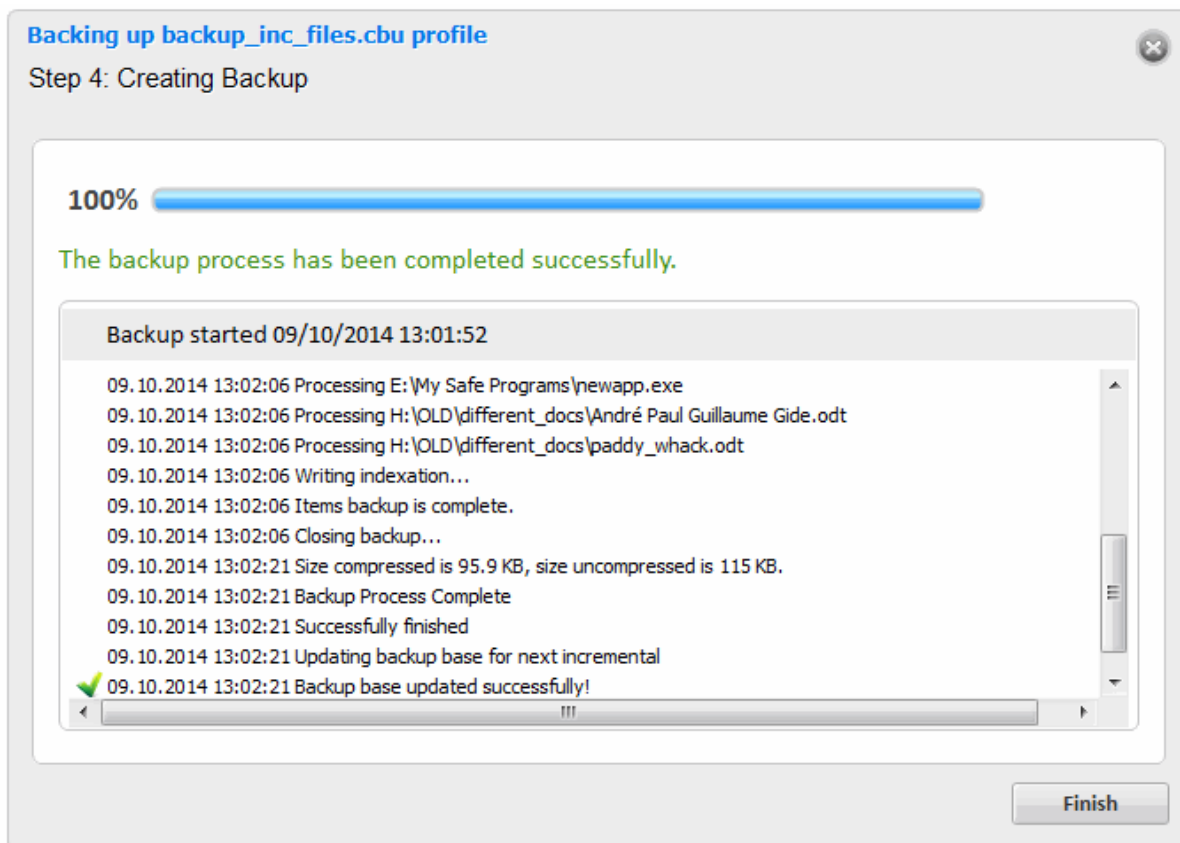 Backing up backup_inc_files.cbu profile
Step 4: Creating Backup
100%
The backup process has been completed successfully.
Backup started 09/10/2014 13:01:52
09.10.2014 13:02:06 Processing E:\My Safe Programs\newapp.exe
09.10.2014 13:02:06 Processing H:\OLD\different_docs\André Paul Guillaume Gide.odt
09.10.2014 13:02:06 Processing H:\OLD\different_docs\paddy_whack.odt
09.10.2014 13:02:06 Writing indexation...
09.10.2014 13:02:06 Items backup is complete.
09.10.2014 13:02:06 Closing backup...
09.10.2014 13:02:21 Size compressed is 95.9 KB, size uncompressed is 115 KB.
09.10.2014 13:02:21 Backup Process Complete
09.10.2014 13:02:21 Successfully finished
09.10.2014 13:02:21 Updating backup base for next incremental
09.10.2014 13:02:21 Backup base updated successfully!
Finish